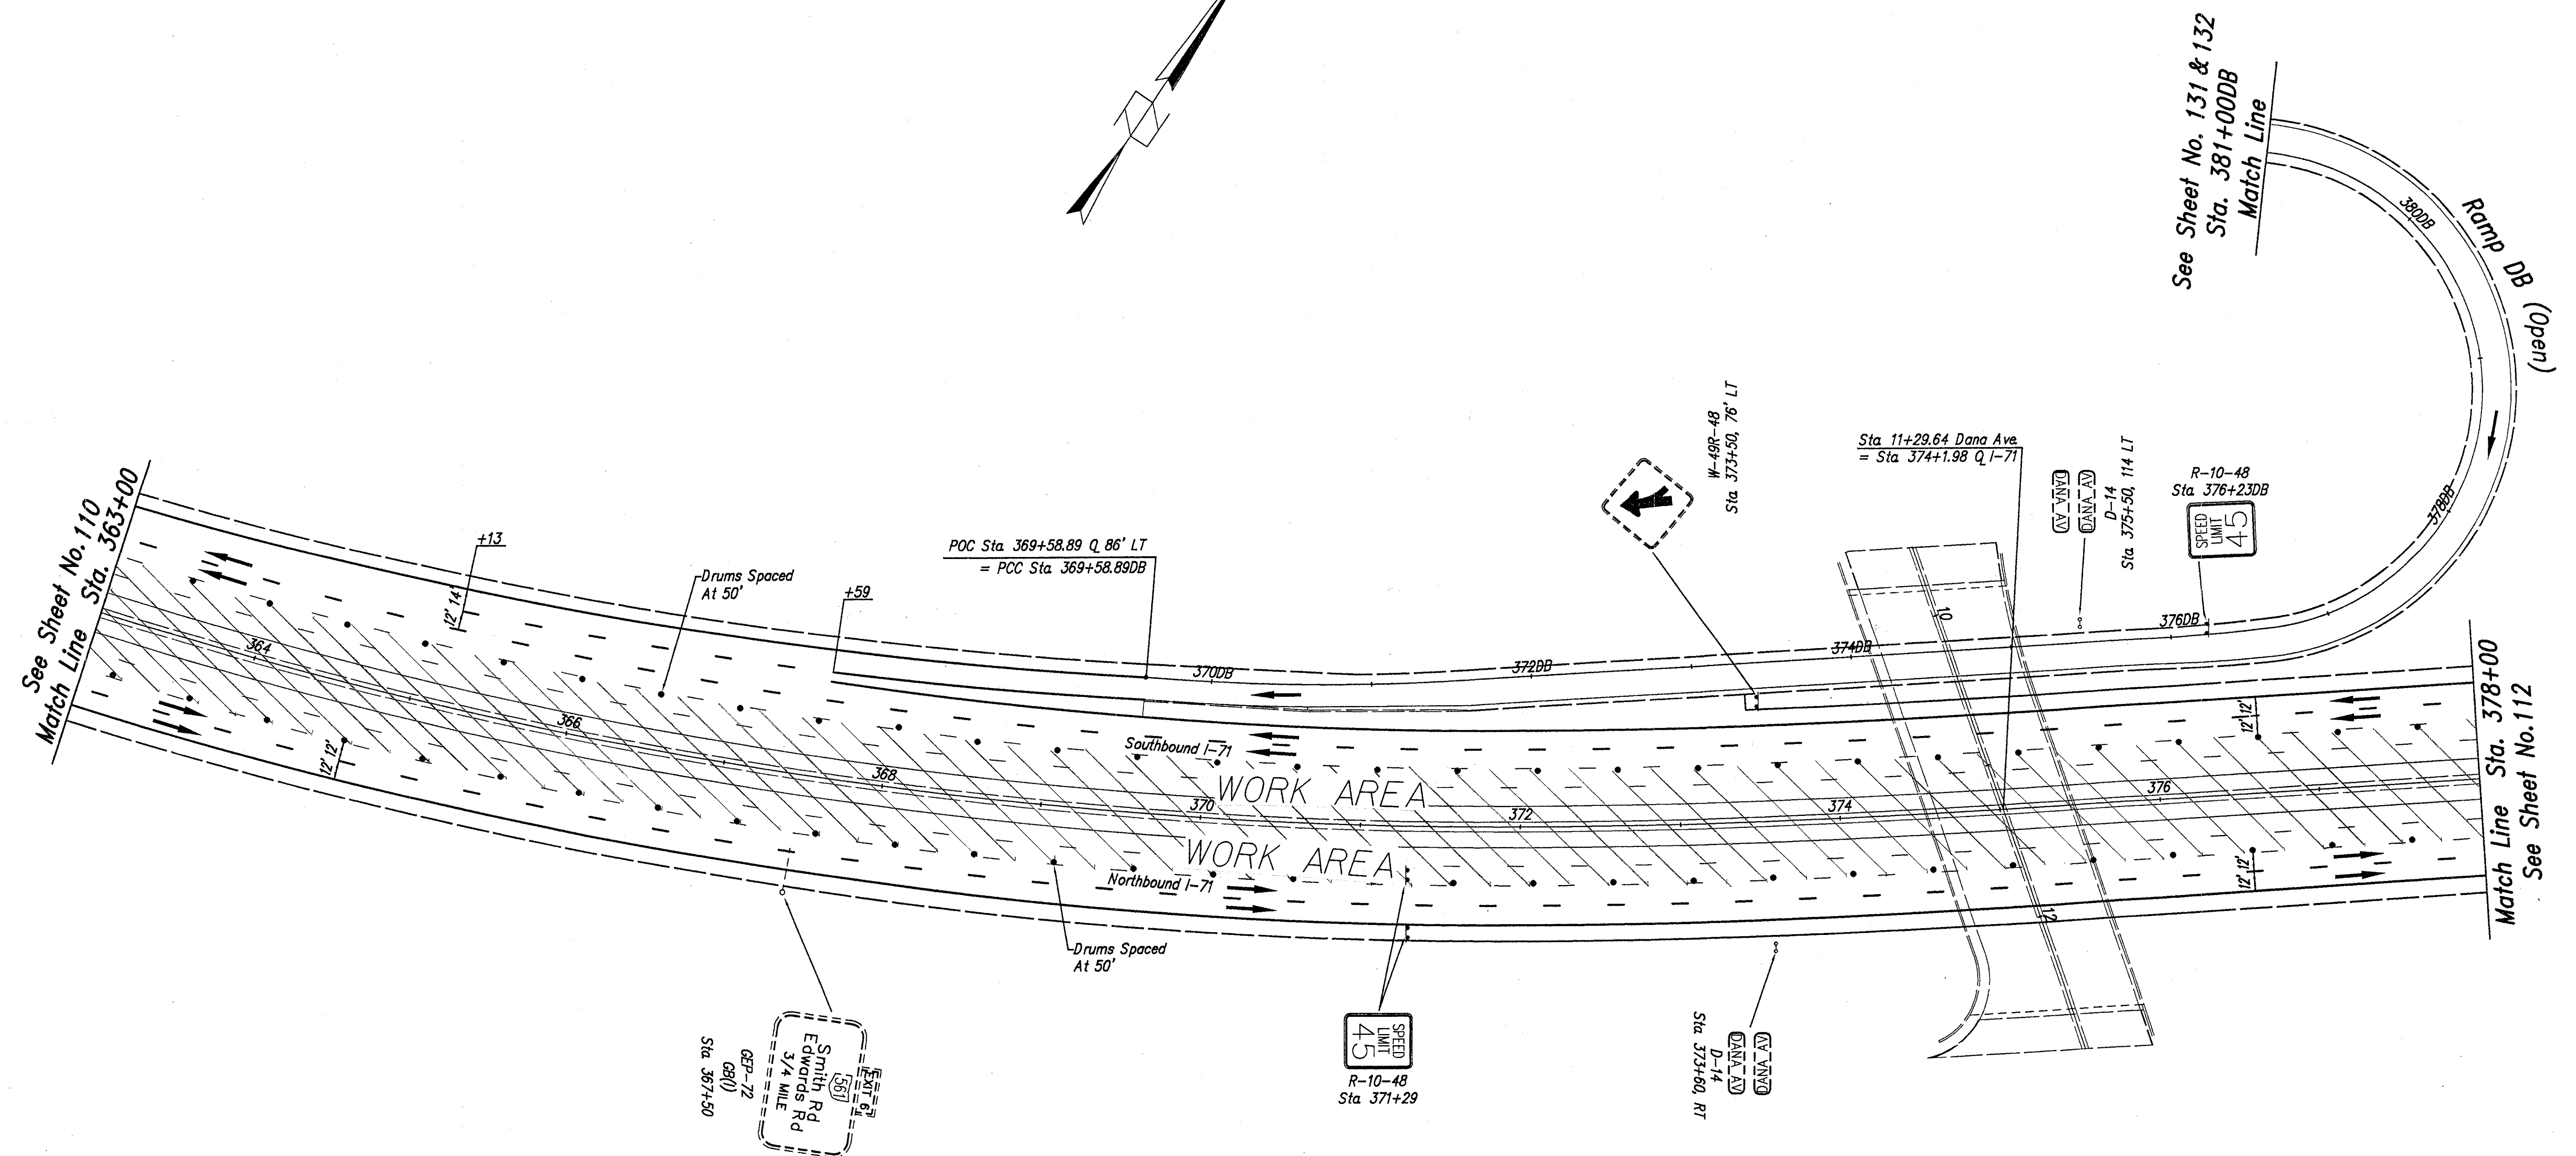 See Sheet No. 131 & 132
Sta. 381+00DB
Match Line
380DB
Ramp DB
(Open)
378DB
See Sheet No. 110
Match Line Sta. 363+00
+13
12' 14'
Drums Spaced
At 50'
+59
POC Sta 369+58.89 ℄ 86' LT
= PCC Sta 369+58.89DB
W-49R-48
Sta 373+50, 76' LT
Sta 11+29.64 Dana Ave.
= Sta 374+1.98 ℄ I-71
DANA AV
DANA AV
D-14
Sta 375+50, 114 LT
R-10-48
Sta 376+23DB
SPEED
LIMIT
45
370DB
372DB
374DB
376DB
10
12
364
366
368
370
372
374
376
12' 12'
12' 12'
12' 12'
Southbound I-71
WORK AREA
WORK AREA
Northbound I-71
Match Line Sta. 378+00
See Sheet No.112
Drums Spaced
At 50'
EXIT 6
561
Smith Rd
Edwards Rd
3/4 MILE
GEP-72
GB(I)
Sta 367+50
SPEED
LIMIT
45
R-10-48
Sta 371+29
DANA AV
DANA AV
D-14
Sta 373+60, RT